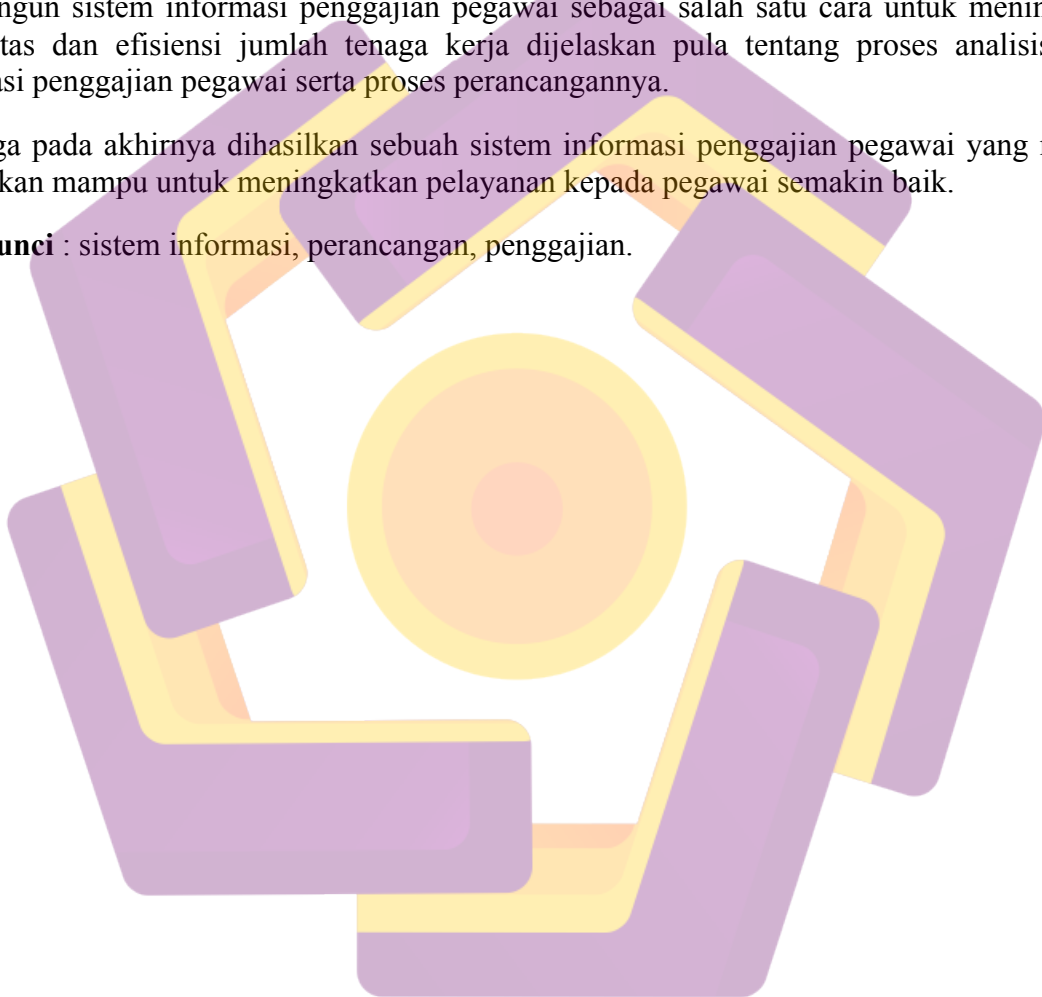 ngun sistem informasi penggajian pegawai sebagai salah satu cara untuk menin
tas dan efisiensi jumlah tenaga kerja dijelaskan pula tentang proses analisis
asi penggajian pegawai serta proses perancangannya.
ga pada akhirnya dihasilkan sebuah sistem informasi penggajian pegawai yang
kan mampu untuk meningkatkan pelayanan kepada pegawai semakin baik.
unci : sistem informasi, perancangan, penggajian.